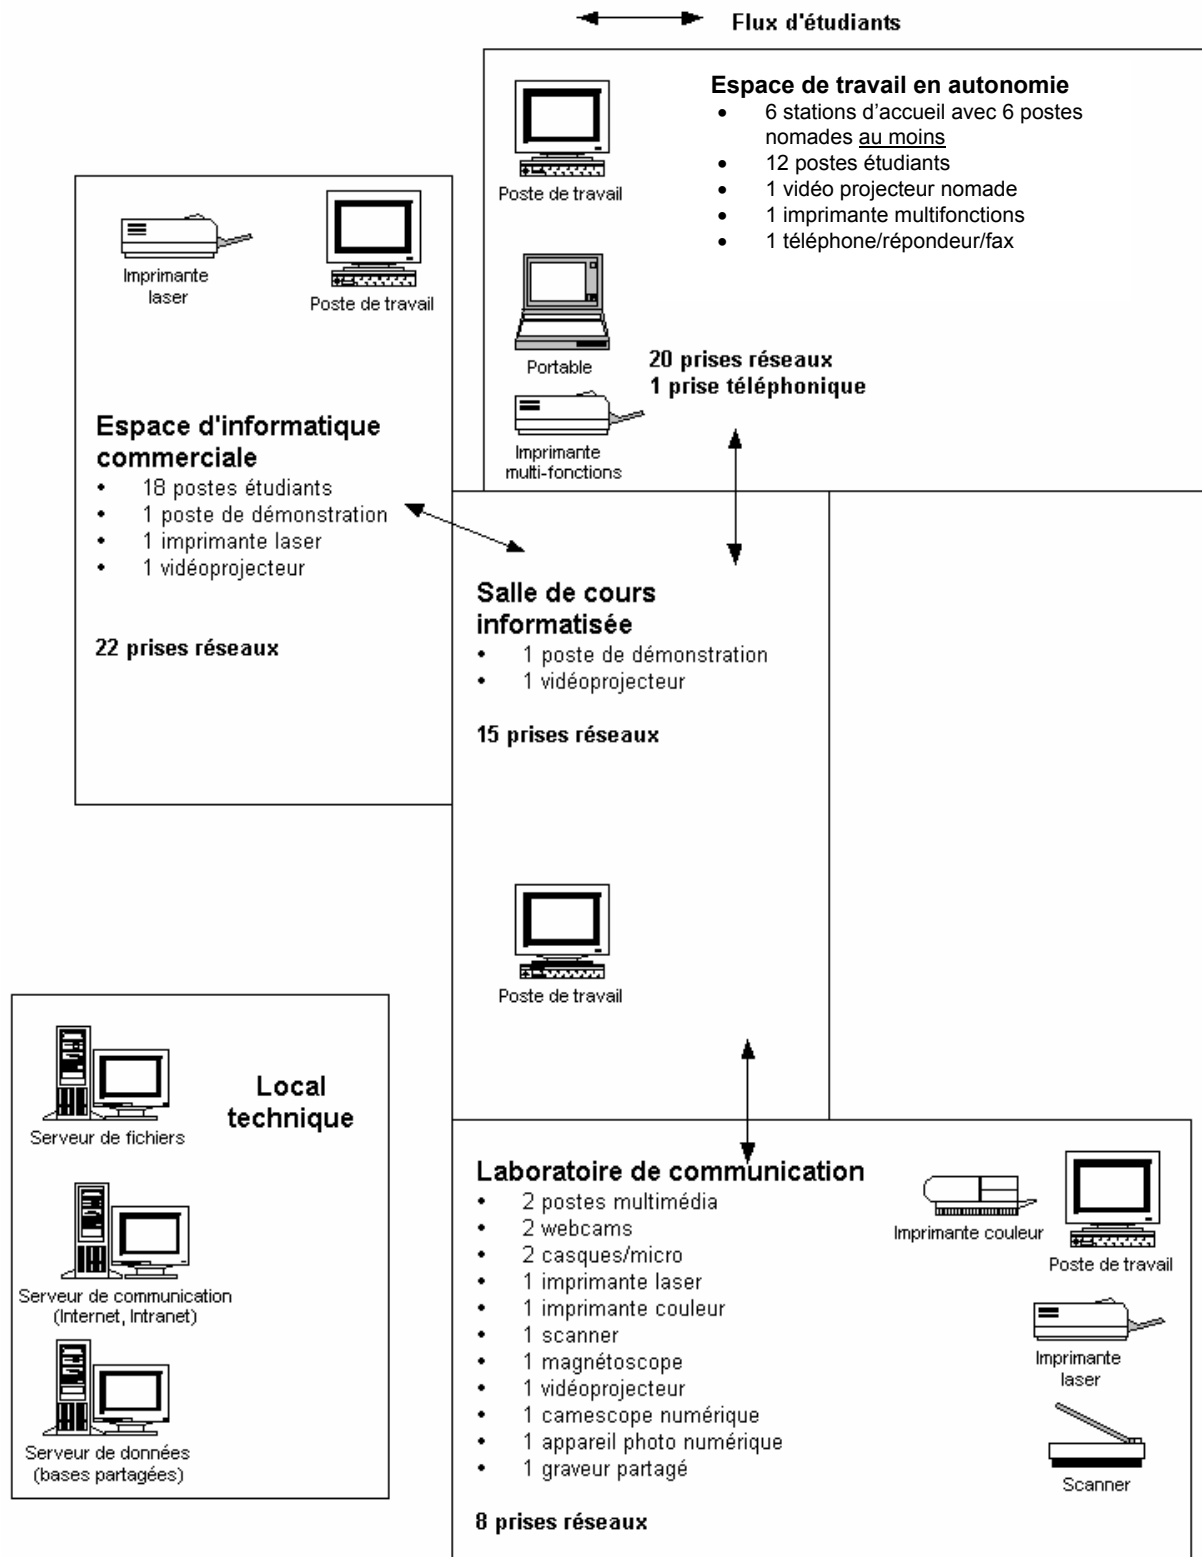 Flux d'étudiants
Espace de travail en autonomie
• 6 stations d'accueil avec 6 postes
nomades au moins
• 12 postes étudiants
• 1 vidéo projecteur nomade
• 1 imprimante multifonctions
• 1 téléphone/répondeur/fax
Poste de travail
Portable
Imprimante
multi-fonctions
20 prises réseaux
1 prise téléphonique
Imprimante
laser
Poste de travail
Espace d'informatique
commerciale
• 18 postes étudiants
• 1 poste de démonstration
• 1 imprimante laser
• 1 vidéoprojecteur
22 prises réseaux
Salle de cours
informatisée
• 1 poste de démonstration
• 1 vidéoprojecteur
15 prises réseaux
Poste de travail
Local
technique
Serveur de fichiers
Serveur de communication
(Internet, Intranet)
Serveur de données
(bases partagées)
Laboratoire de communication
• 2 postes multimédia
• 2 webcams
• 2 casques/micro
• 1 imprimante laser
• 1 imprimante couleur
• 1 scanner
• 1 magnétoscope
• 1 vidéoprojecteur
• 1 camescope numérique
• 1 appareil photo numérique
• 1 graveur partagé
8 prises réseaux
Imprimante couleur
Poste de travail
Imprimante
laser
Scanner